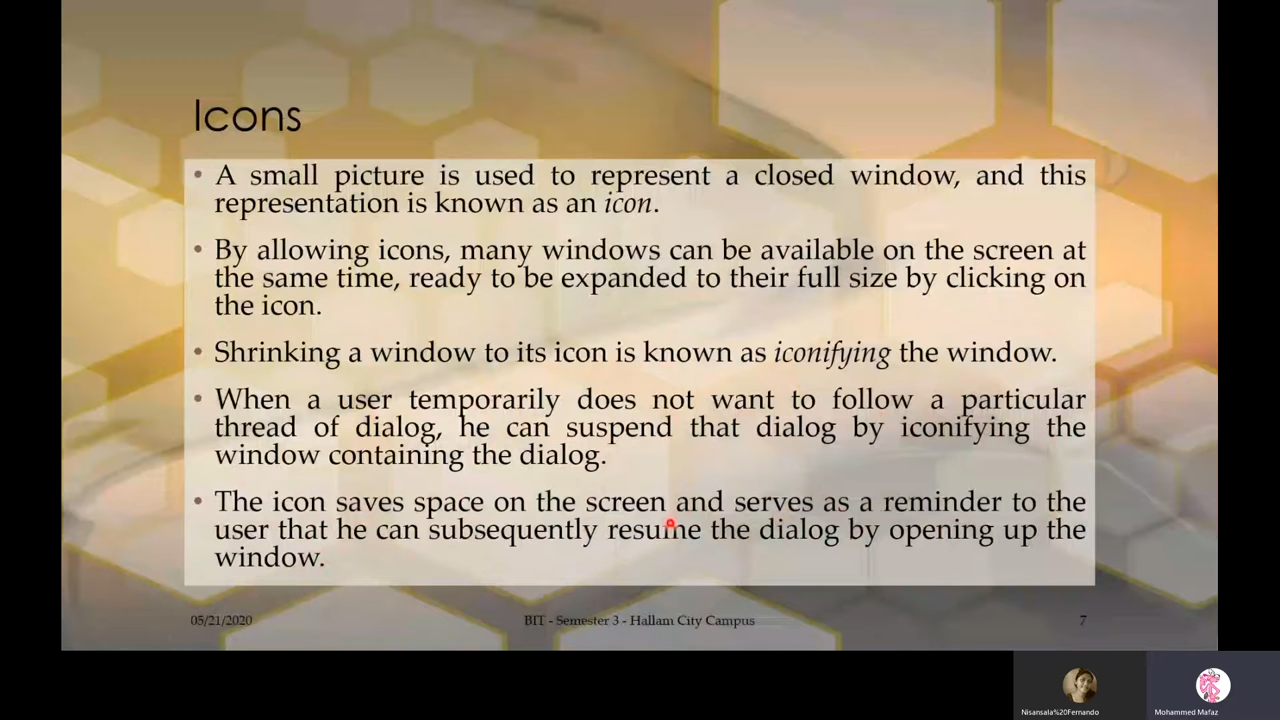 Icons
• A small picture is used to represent a closed window, and this
representation is known as an icon.
• By allowing icons, many windows can be available on the screen at
the same time, ready to be expanded to their full size by clicking on
the icon.
• Shrinking a window to its icon is known as iconifying the window.
• When a user temporarily does not want to follow a particular
thread of dialog, he can suspend that dialog by iconifying the
window containing the dialog.
• The icon saves space on the screen and serves as a reminder to the
user that he can subsequently resume the dialog by opening up the
window.
05/21/2020 BIT - Semester 3 - Hallam City Campus 7
Nisansala%20Fernando Mohammed Mafaz